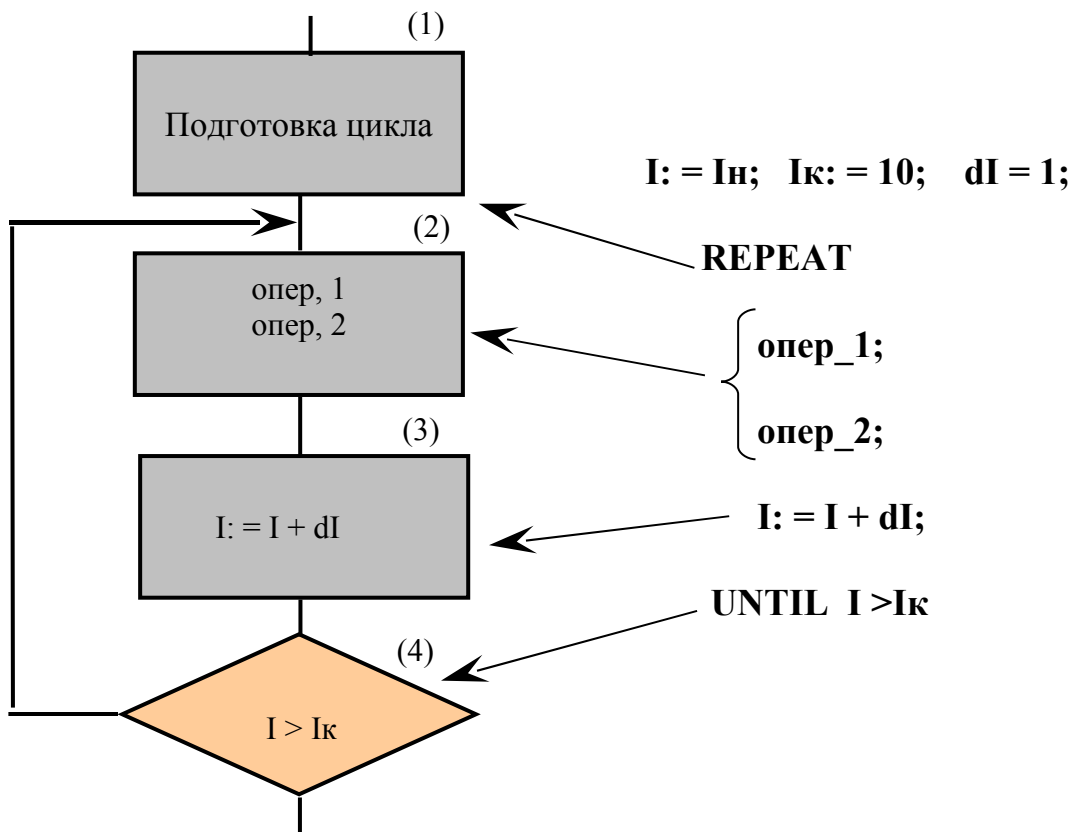 (1)
Подготовка цикла
I: = Iн; Iк: = 10; dI = 1;
REPEAT
(2)
опер, 1
опер, 2
опер_1;
опер_2;
(3)
I: = I + dI
I: = I + dI;
UNTIL I >Iк
(4)
I > Iк